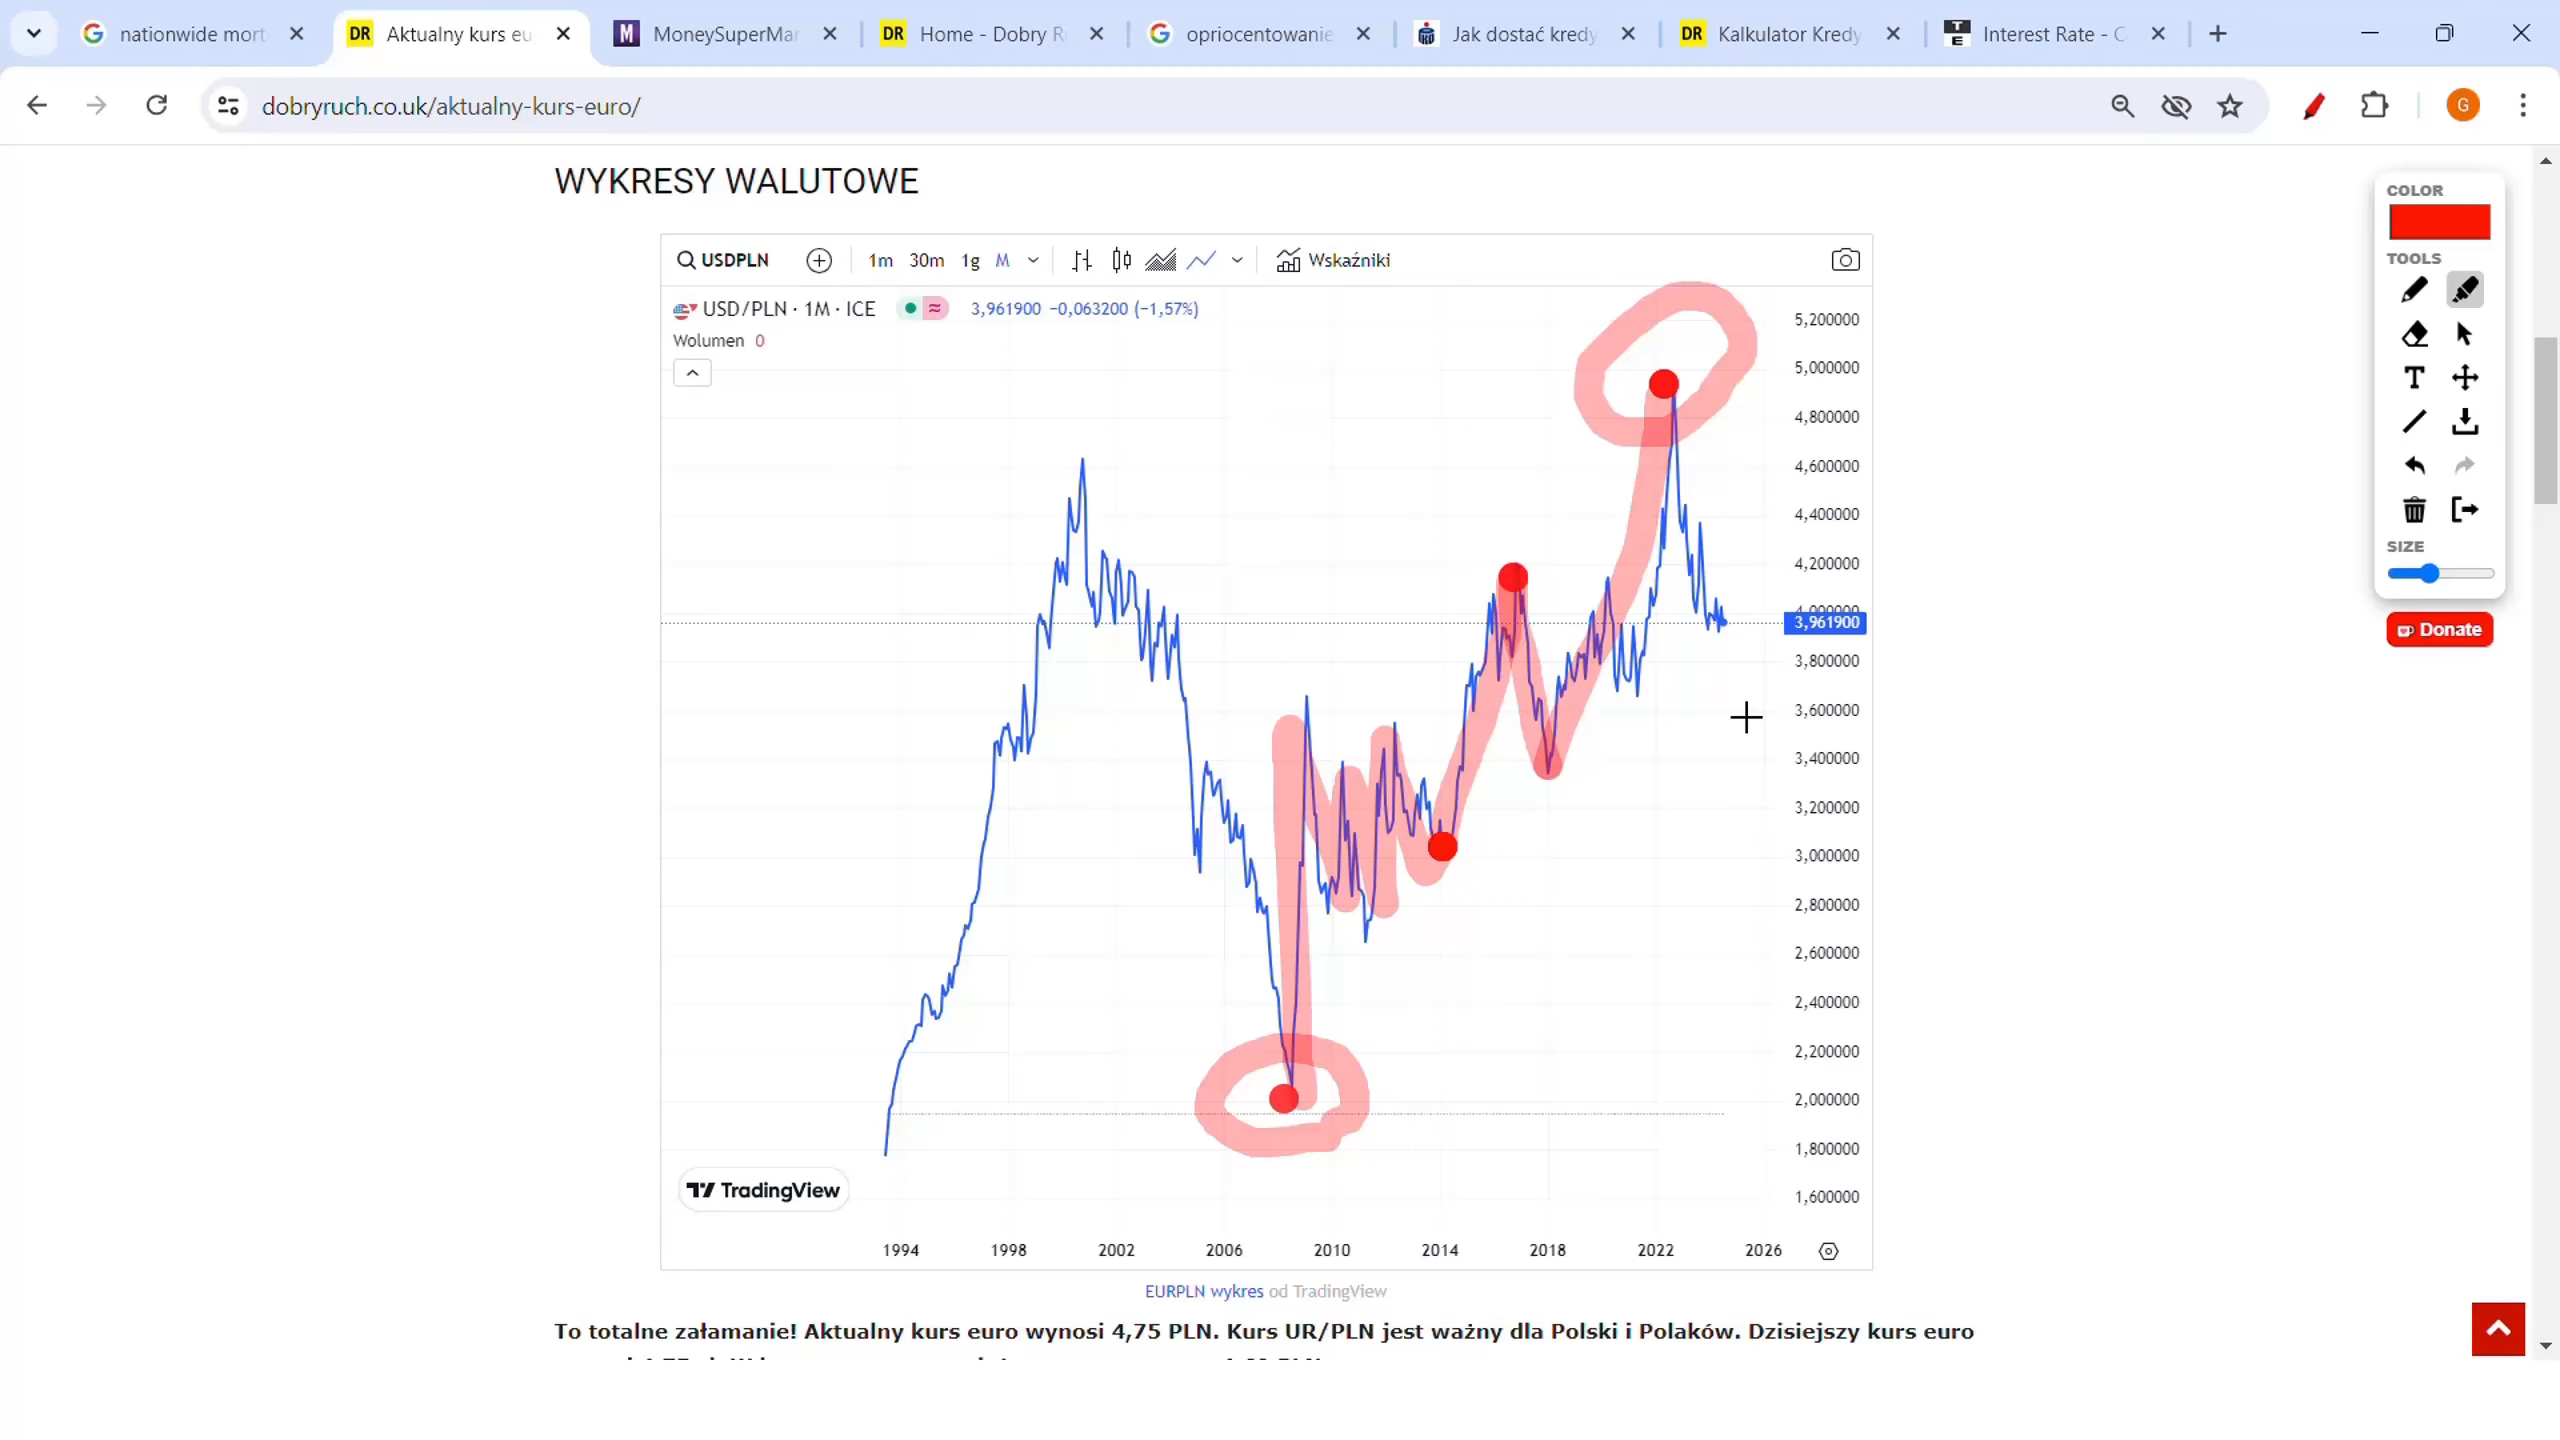 nationwide mort
Aktualny kurs eu
MoneySuperMar
Home - Dobry R
opriocentowanie
Jak dostać kredy
Kalkulator Kredy
Interest Rate - C
dobryruch.co.uk/aktualny-kurs-euro/
G
WYKRESY WALUTOWE
USDPLN 1m 30m 1g M Wskaźniki
USD/PLN · 1M · ICE 3,961900 −0,063200 (−1,57%)
Wolumen 0
5,200000
5,000000
4,800000
4,600000
4,400000
4,200000
4,000000
3,961900
3,800000
3,600000
3,400000
3,200000
3,000000
2,800000
2,600000
2,400000
2,200000
2,000000
1,800000
1,600000
TradingView
1994 1998 2002 2006 2010 2014 2018 2022 2026
EURPLN wykres od TradingView
To totalne załamanie! Aktualny kurs euro wynosi 4,75 PLN. Kurs UR/PLN jest ważny dla Polski i Polaków. Dzisiejszy kurs euro
COLOR
TOOLS
T
SIZE
Donate